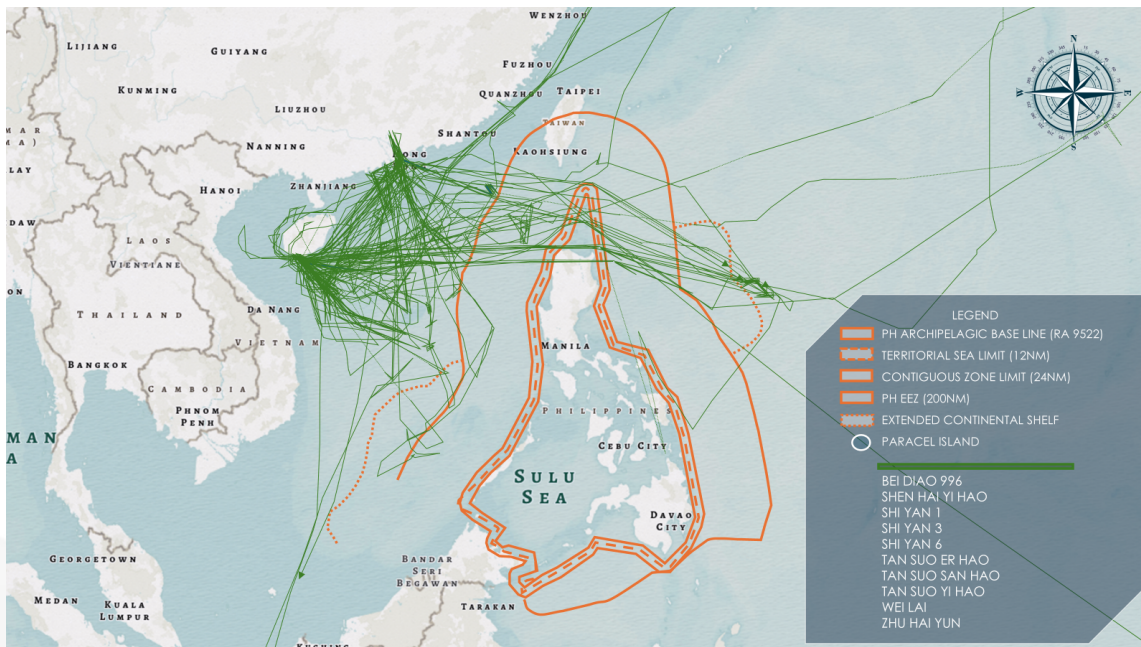 WENZHOU
LIJIANG
GUIYANG
FUZHOU
KUNMING
QUANZHOU
TAIPEI
LIUZHOU
TAIWAN
SHANTOU
NANNING
KAOHSIUNG
ZHANJIANG
HANOI
LAOS
VIENTIANE
DA NANG
THAILAND
VIETNAM
MANILA
BANGKOK
CAMBODIA
PHNOM
PENH
PHILIPPINES
CEBU CITY
SULU
SEA
DAVAO
CITY
GEORGETOWN
BANDAR
SERI
BEGAWAN
MEDAN
KUALA
LUMPUR
TARAKAN
KUCHING
N
W
E
S
LEGEND
PH ARCHIPELAGIC BASE LINE (RA 9522)
TERRITORIAL SEA LIMIT (12NM)
CONTIGUOUS ZONE LIMIT (24NM)
PH EEZ (200NM)
EXTENDED CONTINENTAL SHELF
PARACEL ISLAND
BEI DIAO 996
SHEN HAI YI HAO
SHI YAN 1
SHI YAN 3
SHI YAN 6
TAN SUO ER HAO
TAN SUO SAN HAO
TAN SUO YI HAO
WEI LAI
ZHU HAI YUN